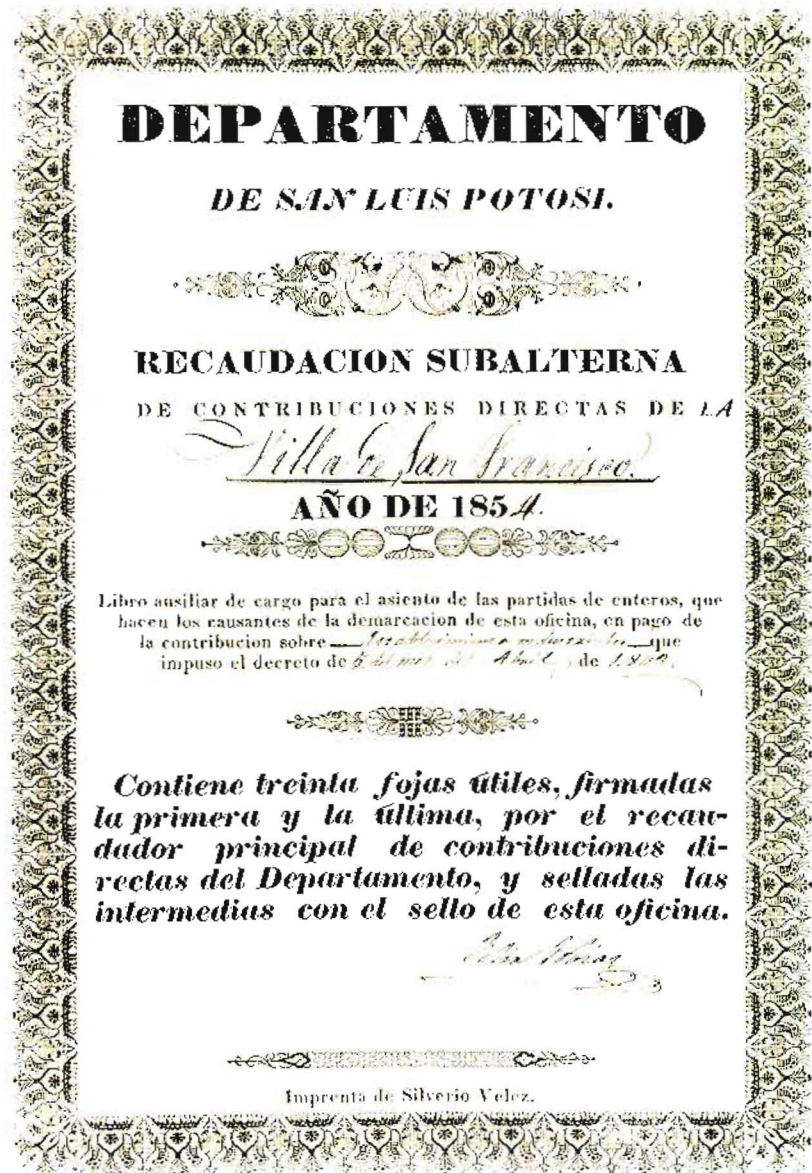 DEPARTAMENTO
DE SAN LUIS POTOSI.
RECAUDACION SUBALTERNA
DE CONTRIBUCIONES DIRECTAS DE LA
Villa de San Francisco.
AÑO DE 1854.
Libro ausiliar de cargo para el asiento de las partidas de enteros, que
hacen los causantes de la demarcacion de esta oficina, en pago de
la contribucion sobre que
impuso el decreto de Abril de
Contiene treinta fojas útiles, firmadas
la primera y la última, por el recau-
dador principal de contribuciones di-
rectas del Departamento, y selladas las
intermedias con el sello de esta oficina.
Imprenta de Silverio Velez.